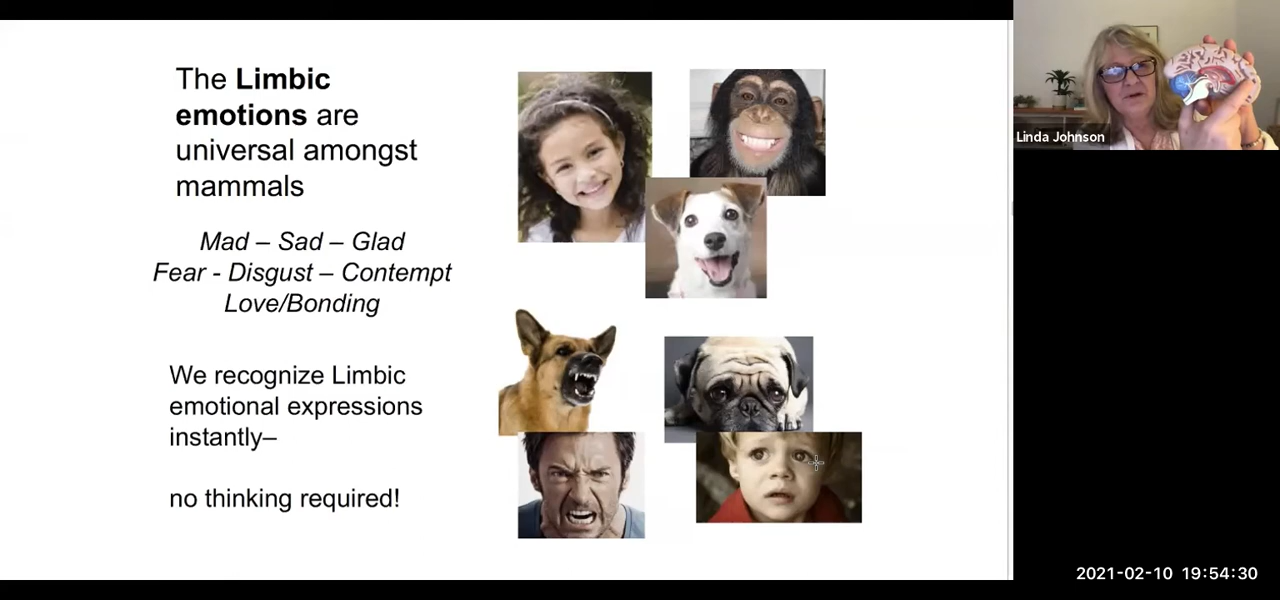 The Limbic
emotions are
universal amongst
mammals
Mad – Sad – Glad
Fear - Disgust – Contempt
Love/Bonding
We recognize Limbic
emotional expressions
instantly–
no thinking required!
Linda Johnson
2021-02-10 19:54:30